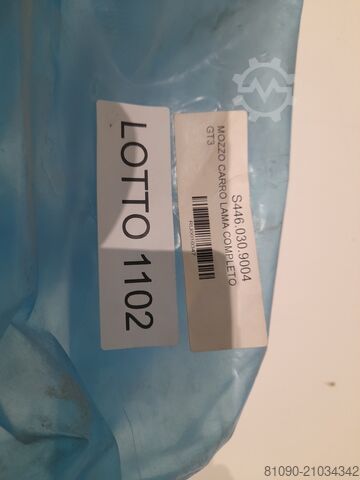 S446.030.9004
MOZZO CARRO LAMA COMPLETO
GT3
LOTTO 1102
81090-21034342